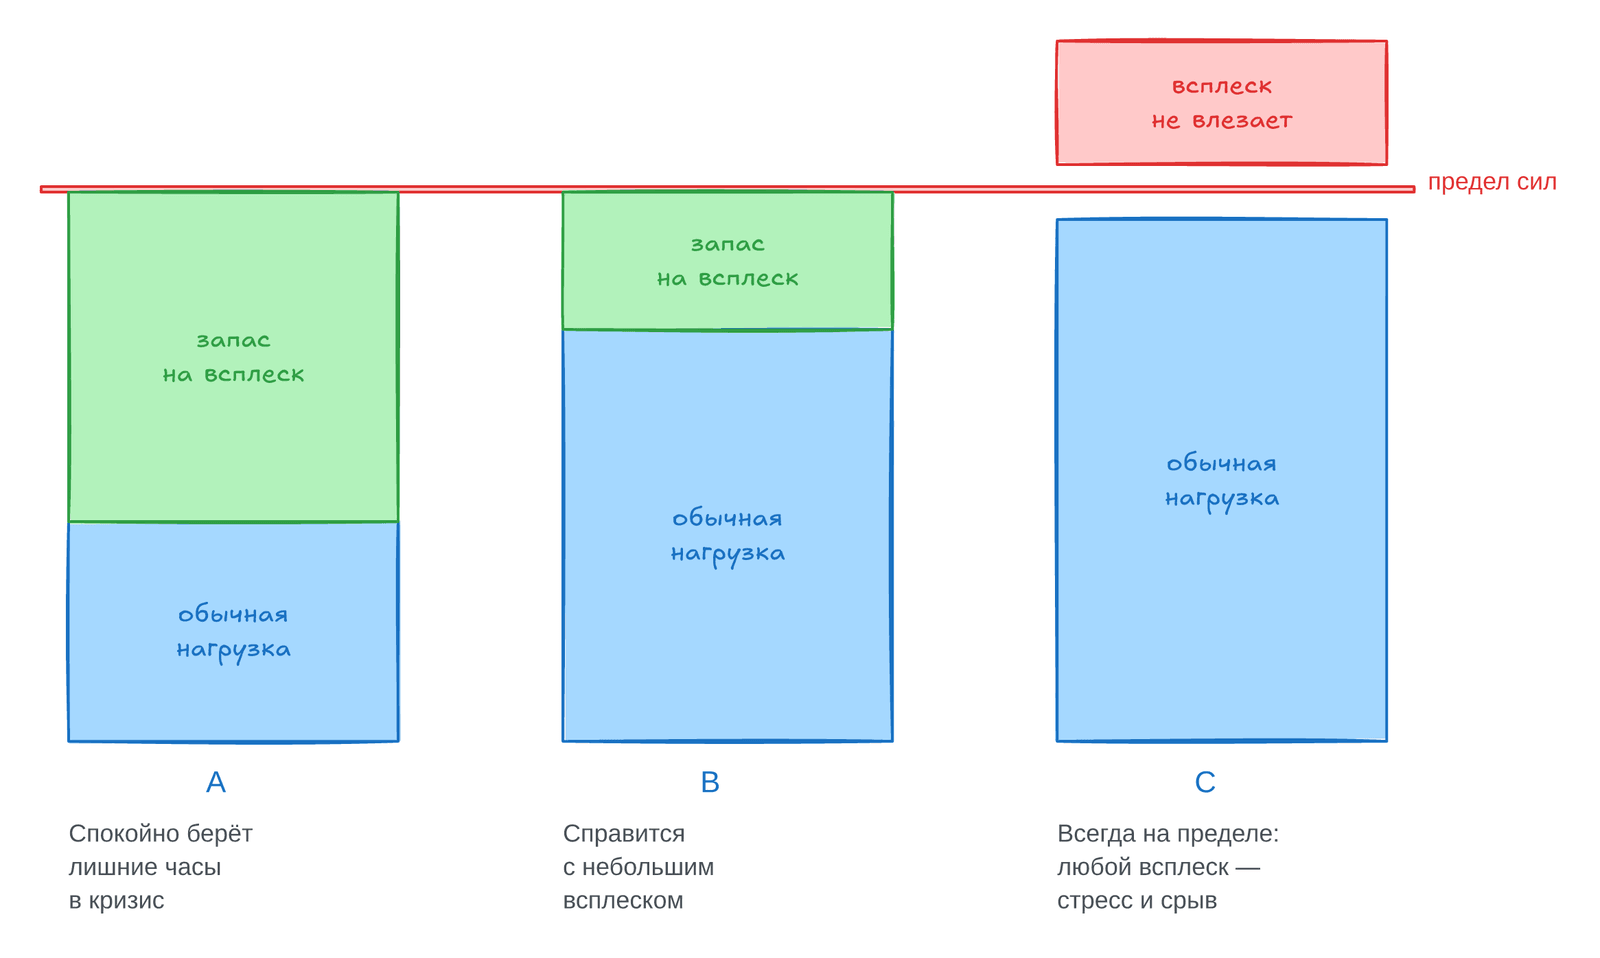 всплеск
не влезает
предел сил
запас
на всплеск
обычная
нагрузка
запас
на всплеск
обычная
нагрузка
обычная
нагрузка
A
Спокойно берёт
лишние часы
в кризис
B
Справится
с небольшим
всплеском
C
Всегда на пределе:
любой всплеск —
стресс и срыв